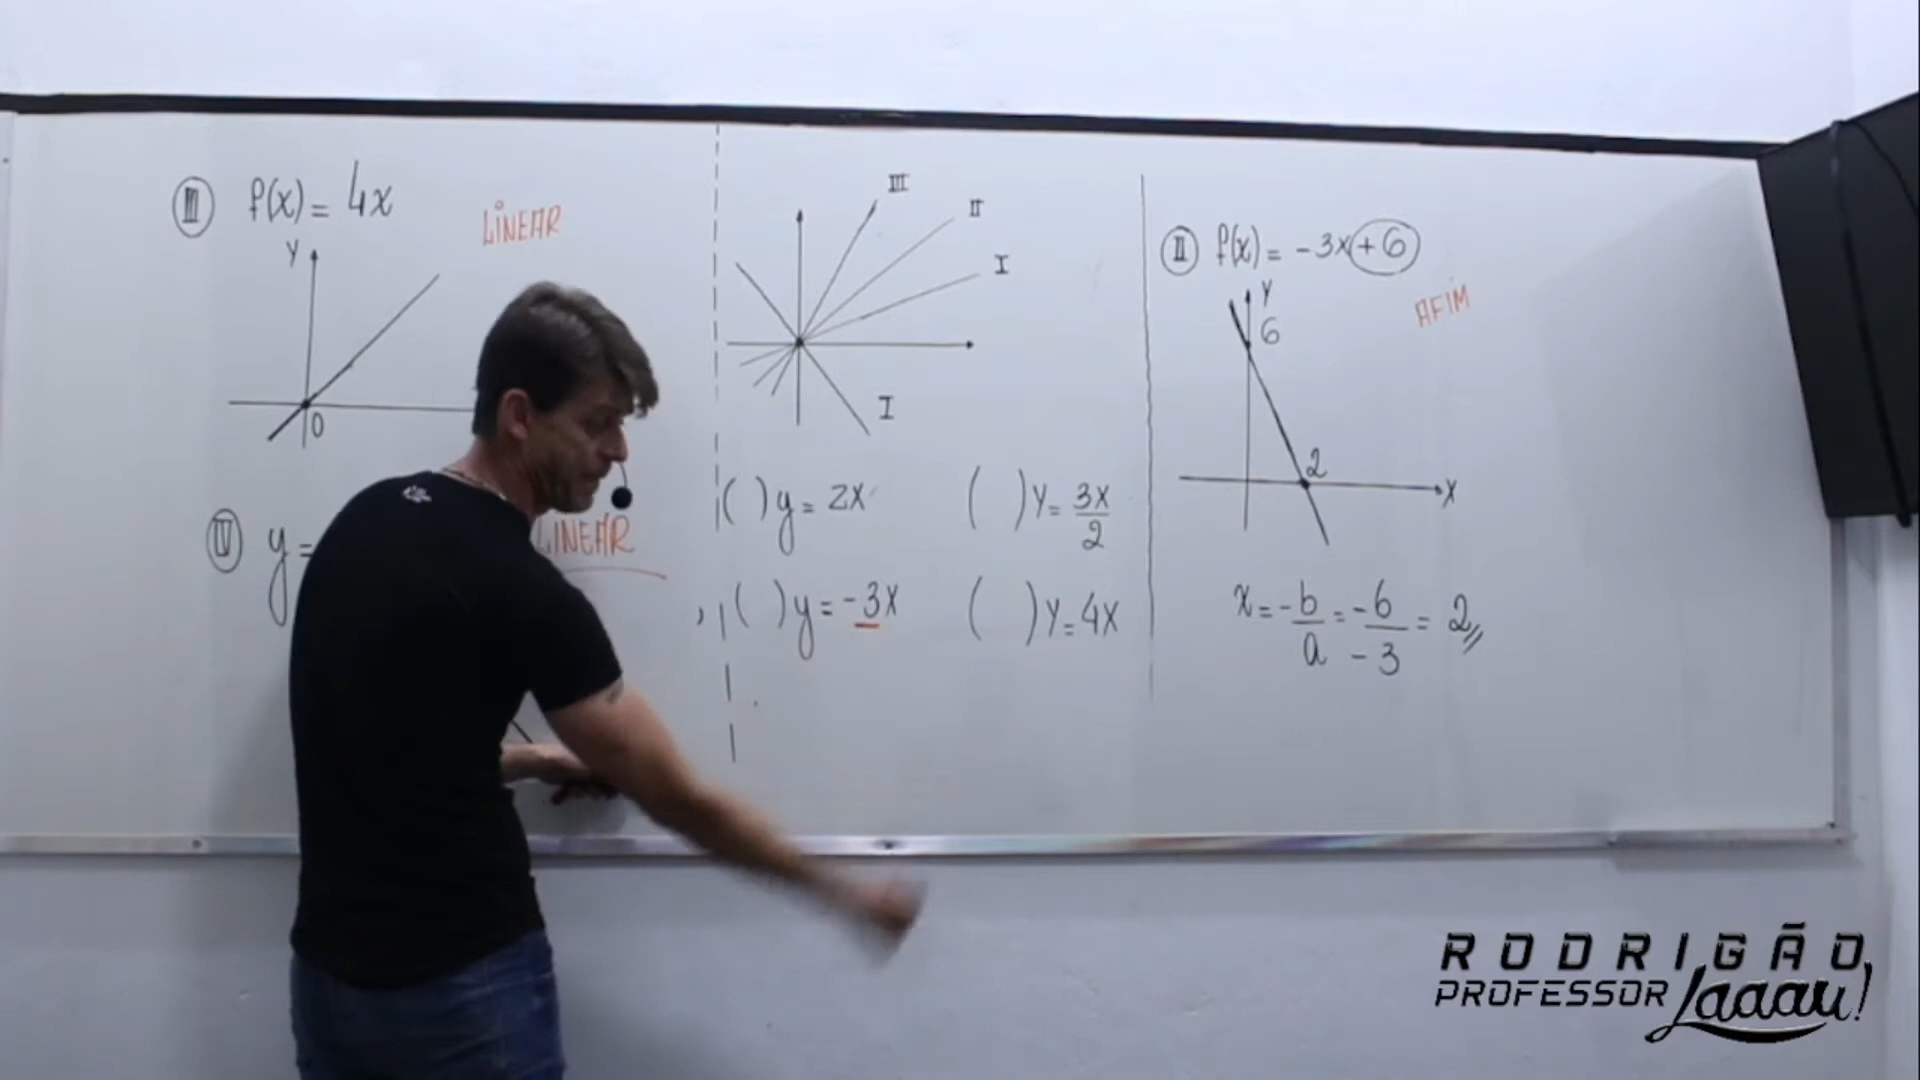 III f(x) = 4x
LINEAR
Y
0
IV y =
LINEAR
III
II
I
I
( ) y = 2x
( ) Y = 3x/2
( ) y = -3x
( ) Y = 4x
II f(x) = -3x + 6
AFIM
Y
6
2
X
x = -b/a = -6/-3 = 2
RODRIGÃO
PROFESSOR Laaau!